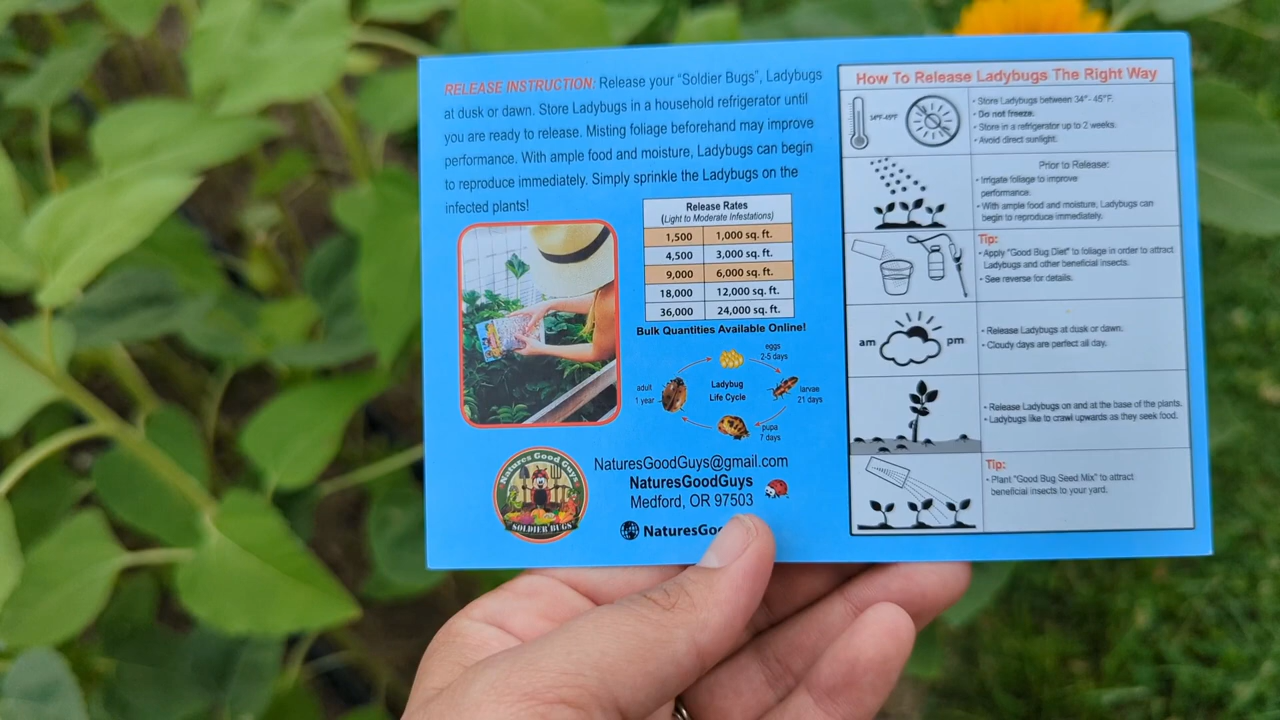 RELEASE INSTRUCTION: Release your "Soldier Bugs", Ladybugs
at dusk or dawn. Store Ladybugs in a household refrigerator until
you are ready to release. Misting foliage beforehand may improve
performance. With ample food and moisture, Ladybugs can begin
to reproduce immediately. Simply sprinkle the Ladybugs on the
infected plants!
Release Rates
(Light to Moderate Infestations)
1,500 1,000 sq. ft.
4,500 3,000 sq. ft.
9,000 6,000 sq. ft.
18,000 12,000 sq. ft.
36,000 24,000 sq. ft.
Bulk Quantities Available Online!
eggs
2-5 days
adult
1 year
Ladybug
Life Cycle
larvae
21 days
pupa
7 days
Natures Good Guys
SOLDIER BUGS
NaturesGoodGuys@gmail.com
NaturesGoodGuys
Medford, OR 97503
NaturesGoo
How To Release Ladybugs The Right Way
34°F-45°F
• Store Ladybugs between 34°- 45°F.
• Do not freeze.
• Store in a refrigerator up to 2 weeks.
• Avoid direct sunlight.
Prior to Release:
• Irrigate foliage to improve
performance.
• With ample food and moisture, Ladybugs can
begin to reproduce immediately.
Tip:
• Apply "Good Bug Diet" to foliage in order to attract
Ladybugs and other beneficial insects.
• See reverse for details.
am pm
• Release Ladybugs at dusk or dawn.
• Cloudy days are perfect all day.
• Release Ladybugs on and at the base of the plants.
• Ladybugs like to crawl upwards as they seek food.
Tip:
• Plant "Good Bug Seed Mix" to attract
beneficial insects to your yard.